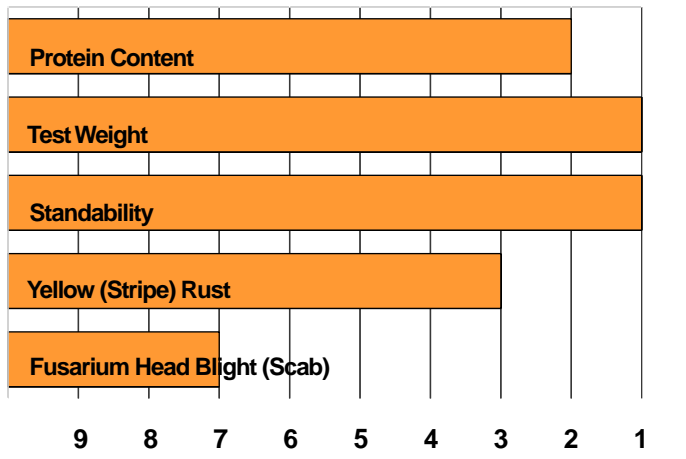 Protein Content
Test Weight
Standability
Yellow (Stripe) Rust
Fusarium Head Blight (Scab)
9 8 7 6 5 4 3 2 1